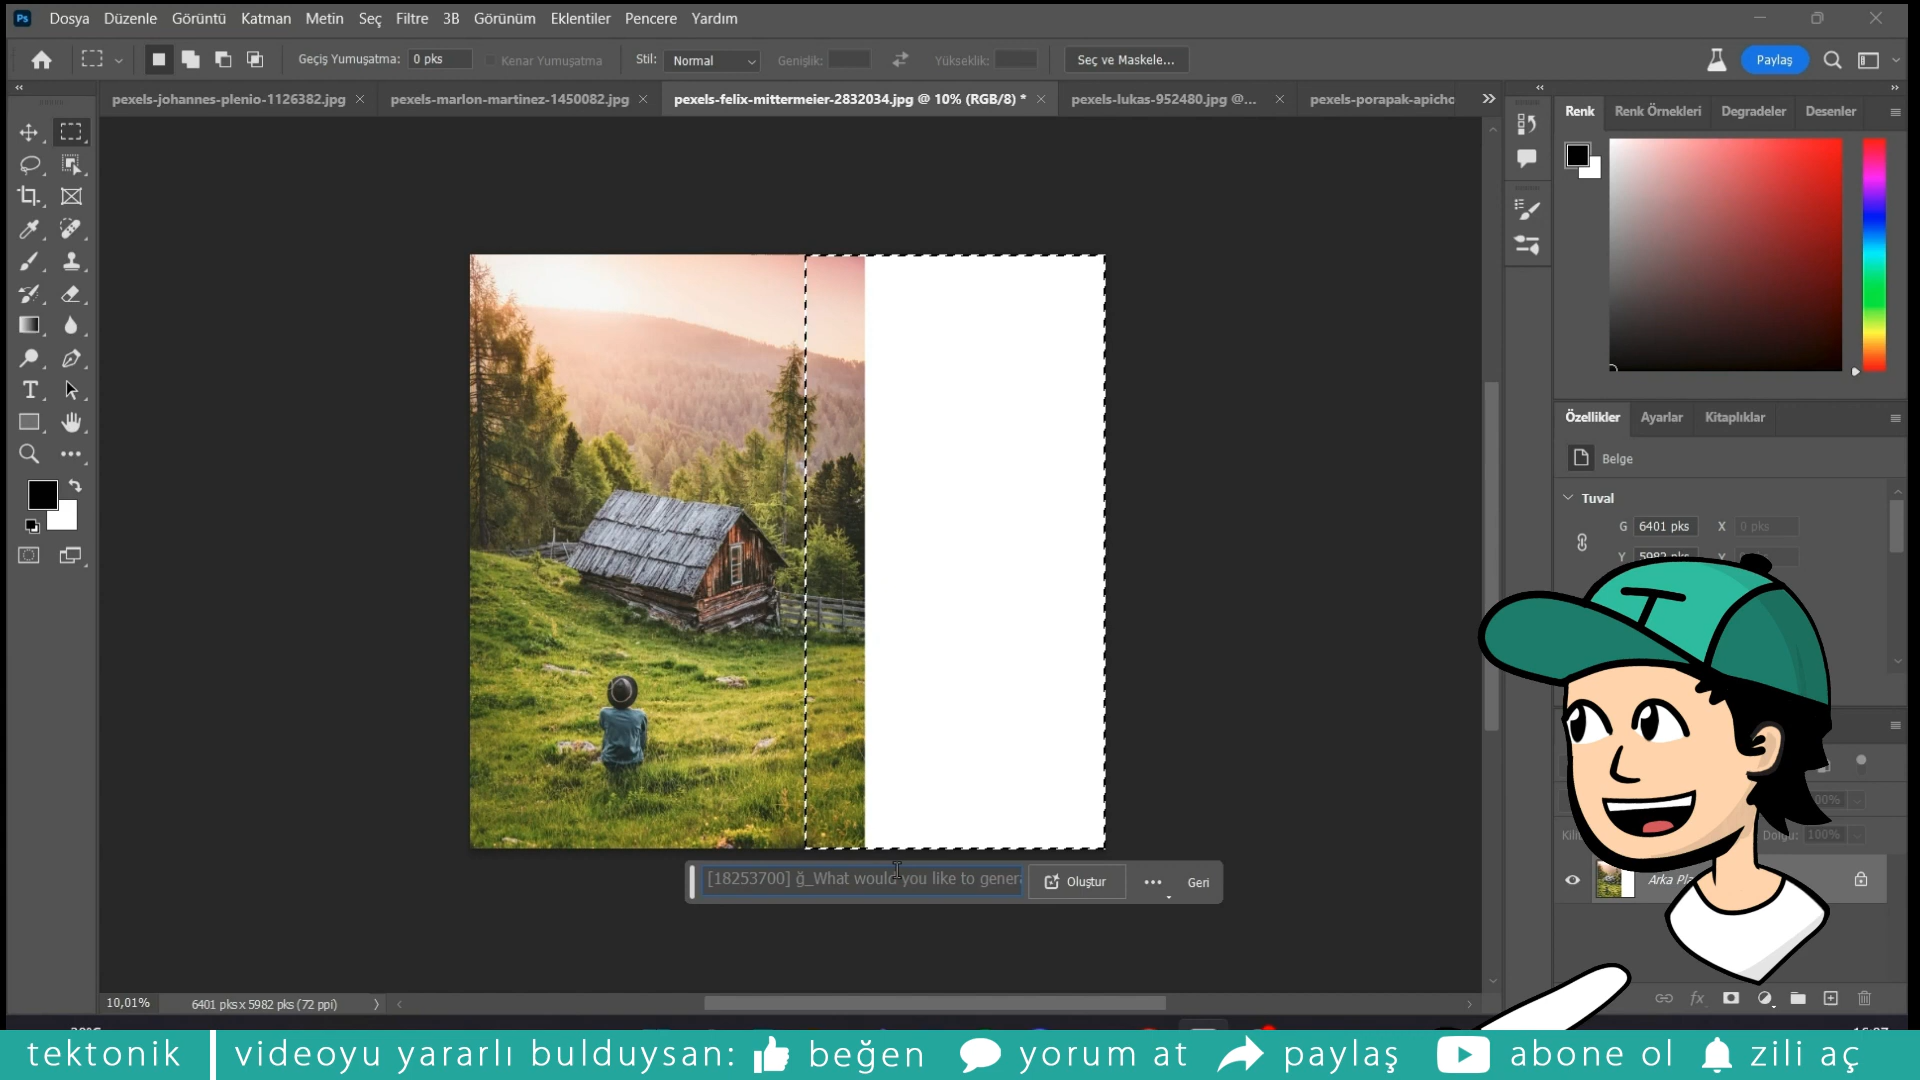 Ps Dosya Düzenle Görüntü Katman Metin Seç Filtre 3B Görünüm Eklentiler Pencere Yardım
Geçiş Yumuşatma: 0 pks Kenar Yumuşatma Stil: Normal Genişlik: Yükseklik: Seç ve Maskele... Paylaş
pexels-johannes-plenio-1126382.jpg pexels-marlon-martinez-1450082.jpg pexels-felix-mittermeier-2832034.jpg @ 10% (RGB/8) * pexels-lukas-952480.jpg @... pexels-porapak-apicho
Renk Renk Örnekleri Degradeler Desenler
Özellikler Ayarlar Kitaplıklar
Belge
Tuval
G 6401 pks X 0 pks
Y 5982 pks Y
T
[18253700] ğ_What would you like to genera
Oluştur
Geri
Arka Pla
Dolgu: 100%
10,01% 6401 pks x 5982 pks (72 ppi)
tektonik videoyu yararlı bulduysan: beğen yorum at paylaş abone ol zili aç